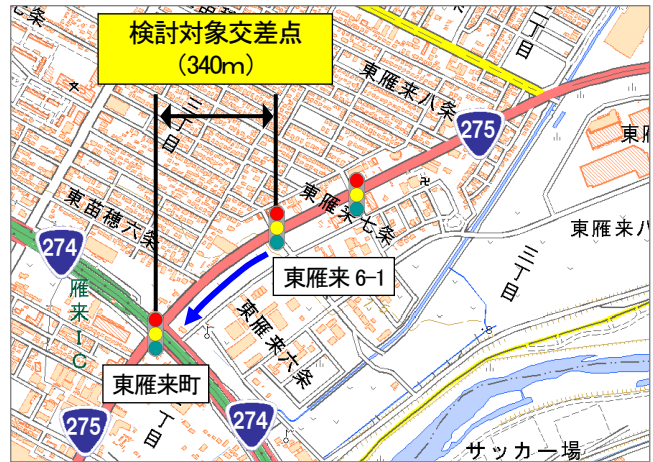 検討対象交差点
（340m）
七条
二丁目
三丁目
東雁来八条
275
東雁
東雁来七条
東苗穂六条
274
東雁来八
三丁目
東雁来6-1
雁来IC
東雁来六条
東雁来町
275
丁目
274
サッカー場